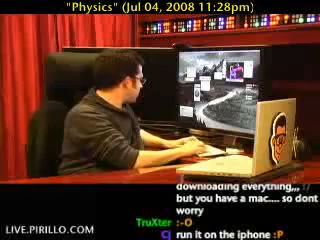 "Physics" (Jul 04, 2008 11:28pm)
downloading everything,,, :/
but you have a mac.... so dont
worry
LIVE.PIRILLO.COM
TruXter :-O
CJ run it on the iphone :P